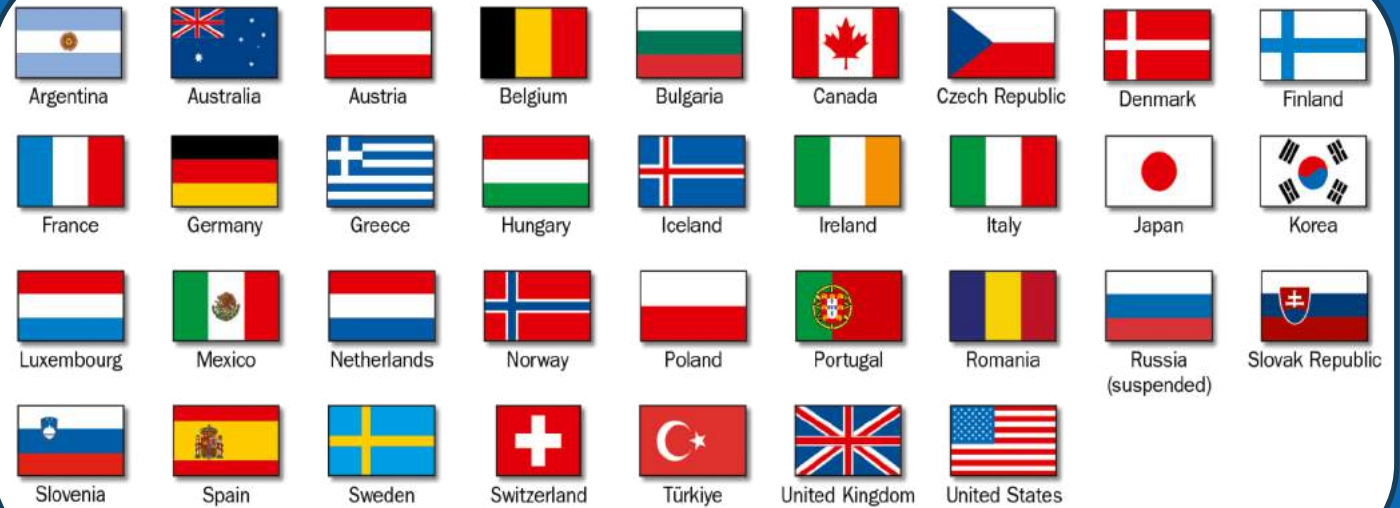 Argentina Australia Austria Belgium Bulgaria Canada Czech Republic Denmark Finland
France Germany Greece Hungary Iceland Ireland Italy Japan Korea
Luxembourg Mexico Netherlands Norway Poland Portugal Romania Russia Slovak Republic
(suspended)
Slovenia Spain Sweden Switzerland Türkiye United Kingdom United States